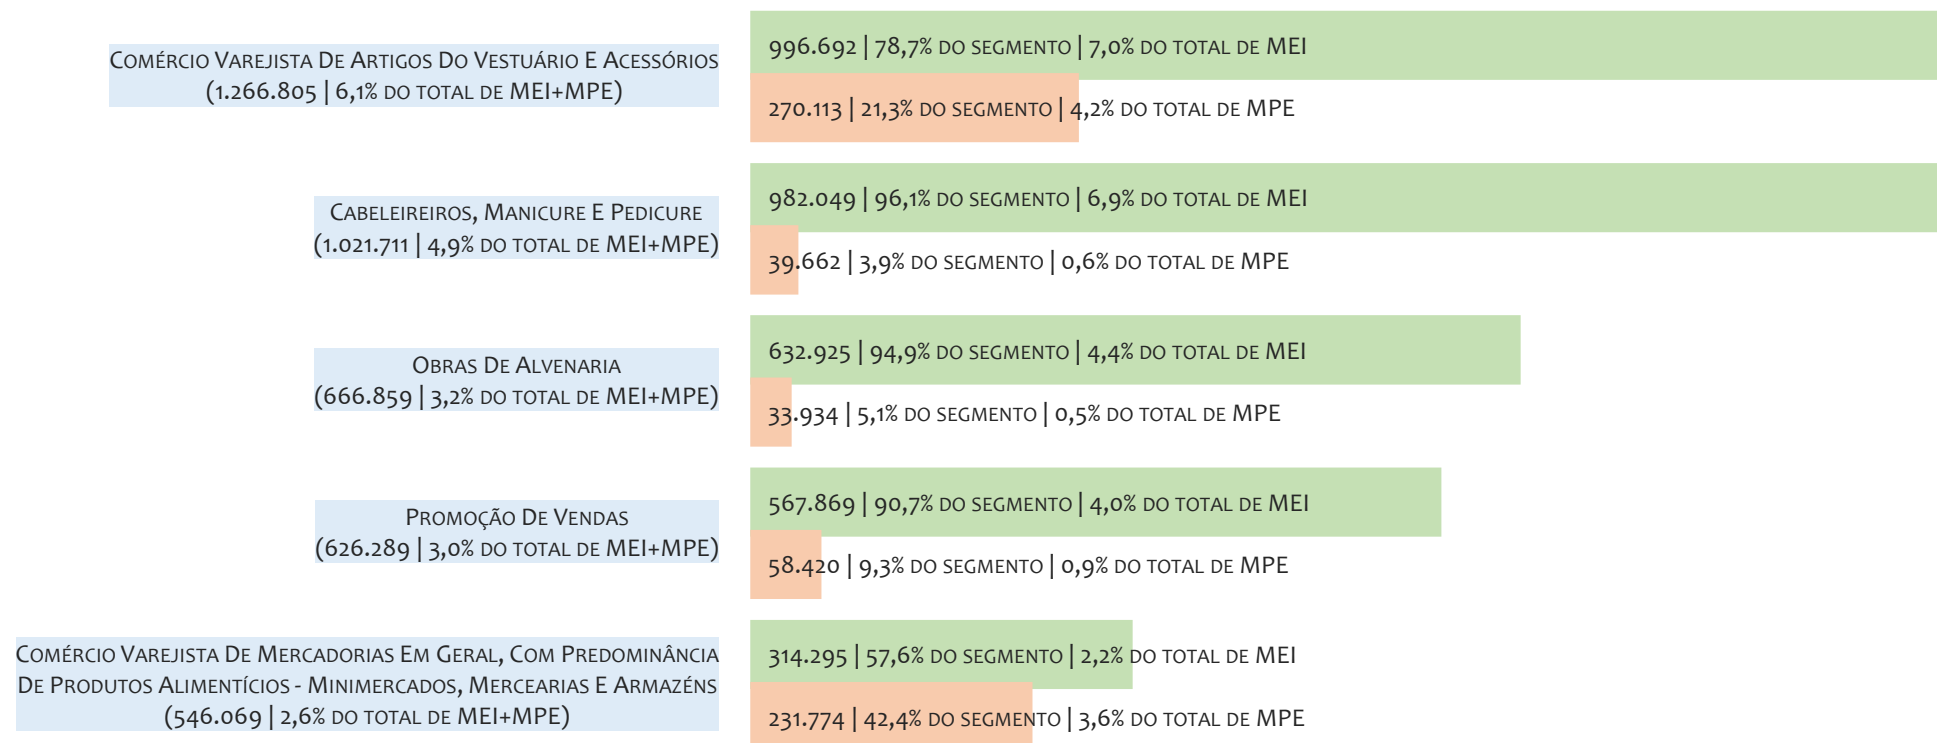 Comércio Varejista De Artigos Do Vestuário E Acessórios
(1.266.805 | 6,1% do total de MEI+MPE)
996.692 | 78,7% do segmento | 7,0% do total de MEI
270.113 | 21,3% do segmento | 4,2% do total de MPE
Cabeleireiros, Manicure E Pedicure
(1.021.711 | 4,9% do total de MEI+MPE)
982.049 | 96,1% do segmento | 6,9% do total de MEI
39.662 | 3,9% do segmento | 0,6% do total de MPE
Obras De Alvenaria
(666.859 | 3,2% do total de MEI+MPE)
632.925 | 94,9% do segmento | 4,4% do total de MEI
33.934 | 5,1% do segmento | 0,5% do total de MPE
Promoção De Vendas
(626.289 | 3,0% do total de MEI+MPE)
567.869 | 90,7% do segmento | 4,0% do total de MEI
58.420 | 9,3% do segmento | 0,9% do total de MPE
Comércio Varejista De Mercadorias Em Geral, Com Predominância
De Produtos Alimentícios - Minimercados, Mercearias E Armazéns
(546.069 | 2,6% do total de MEI+MPE)
314.295 | 57,6% do segmento | 2,2% do total de MEI
231.774 | 42,4% do segmento | 3,6% do total de MPE